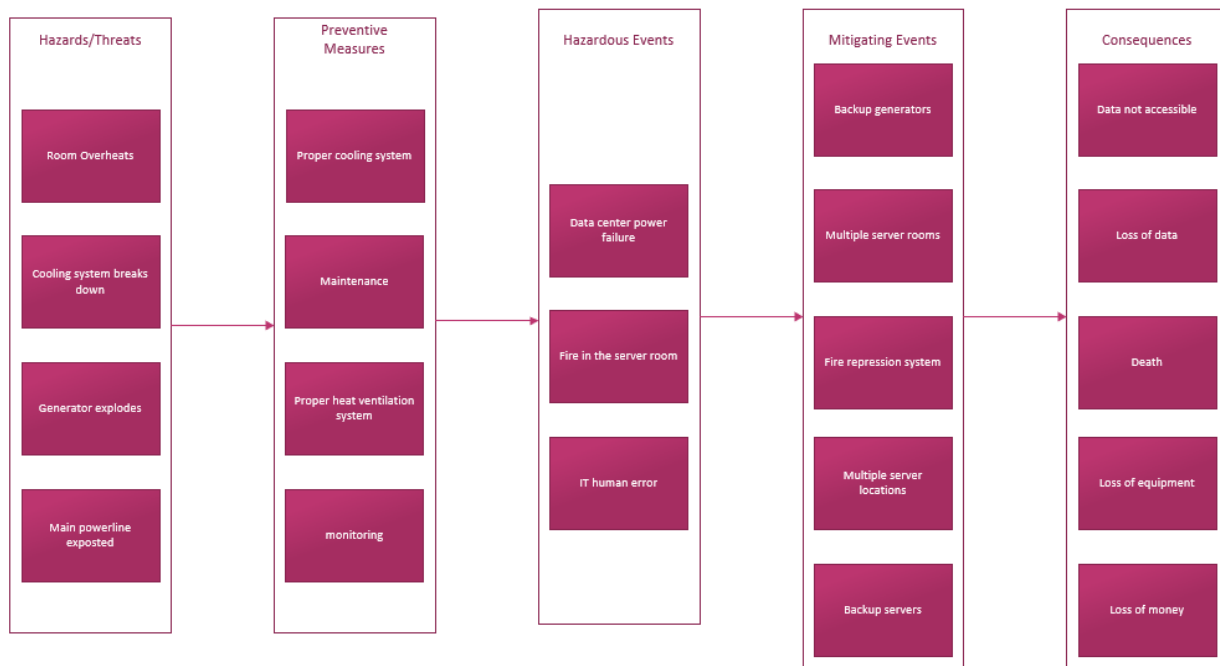 Hazards/Threats
Room Overheats
Cooling system breaks
down
Generator explodes
Main powerline
exposted
Preventive
Measures
Proper cooling system
Maintenance
Proper heat ventilation
system
monitoring
Hazardous Events
Data center power
failure
Fire in the server room
IT human error
Mitigating Events
Backup generators
Multiple server rooms
Fire repression system
Multiple server
locations
Backup servers
Consequences
Data not accessible
Loss of data
Death
Loss of equipment
Loss of money